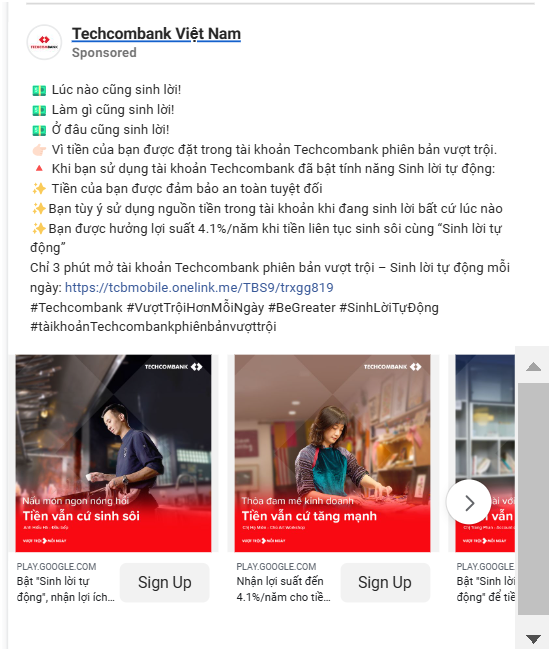 TECHCOMBANK
Techcombank Việt Nam
Sponsored
💵 Lúc nào cũng sinh lời!
💵 Làm gì cũng sinh lời!
💵 Ở đâu cũng sinh lời!
👉🏻 Vì tiền của bạn được đặt trong tài khoản Techcombank phiên bản vượt trội.
🔺 Khi bạn sử dụng tài khoản Techcombank đã bật tính năng Sinh lời tự động:
✨ Tiền của bạn được đảm bảo an toàn tuyệt đối
✨Bạn tùy ý sử dụng nguồn tiền trong tài khoản khi đang sinh lời bất cứ lúc nào
✨Bạn được hưởng lợi suất 4.1%/năm khi tiền liên tục sinh sôi cùng “Sinh lời tự
động”
Chỉ 3 phút mở tài khoản Techcombank phiên bản vượt trội – Sinh lời tự động mỗi
ngày: https://tcbmobile.onelink.me/TBS9/trxgg819
#Techcombank #VượtTrộiHơnMỗiNgày #BeGreater #SinhLờiTựĐộng
#tàikhoảnTechcombankphiênbảnvượttrội
TECHCOMBANK
Nấu món ngon nóng hổi
Tiền vẫn cứ sinh sôi
VƯỢT TRỘI MỖI NGÀY
PLAY.GOOGLE.COM
Bật "Sinh lời tự
động", nhận lợi ích...
Sign Up
TECHCOMBANK
Thỏa đam mê kinh doanh
Tiền vẫn cứ tăng mạnh
VƯỢT TRỘI MỖI NGÀY
PLAY.GOOGLE.COM
Nhận lợi suất đến
4.1%/năm cho tiề...
Sign Up
ài với
n vẫn
VƯỢT TRỘI MỖI NGÀY
PLAY.GOOGLE.
Bật "Sinh lời
động" để tiề